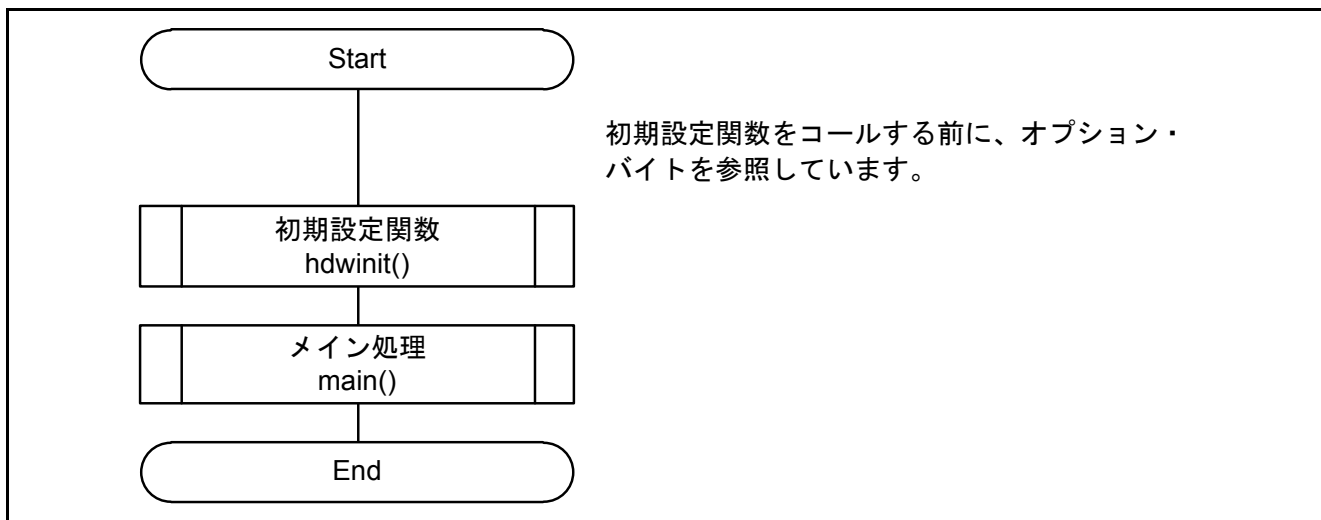 Start
初期設定関数をコールする前に、オプション・
バイトを参照しています。
初期設定関数
hdwinit()
メイン処理
main()
End